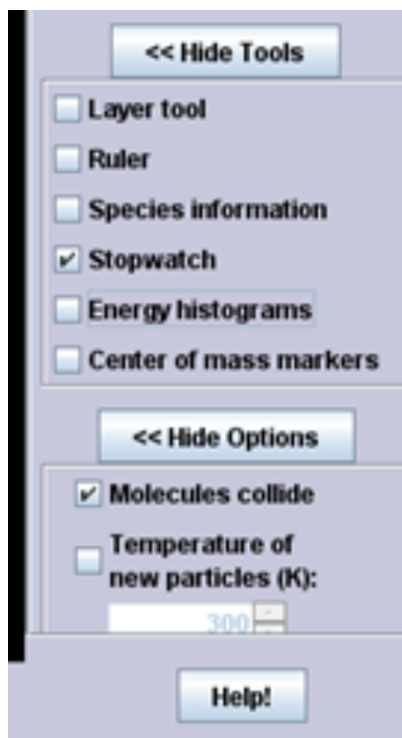 << Hide Tools
Layer tool
Ruler
Species information
Stopwatch
Energy histograms
Center of mass markers
<< Hide Options
Molecules collide
Temperature of
new particles (K):
300
Help!